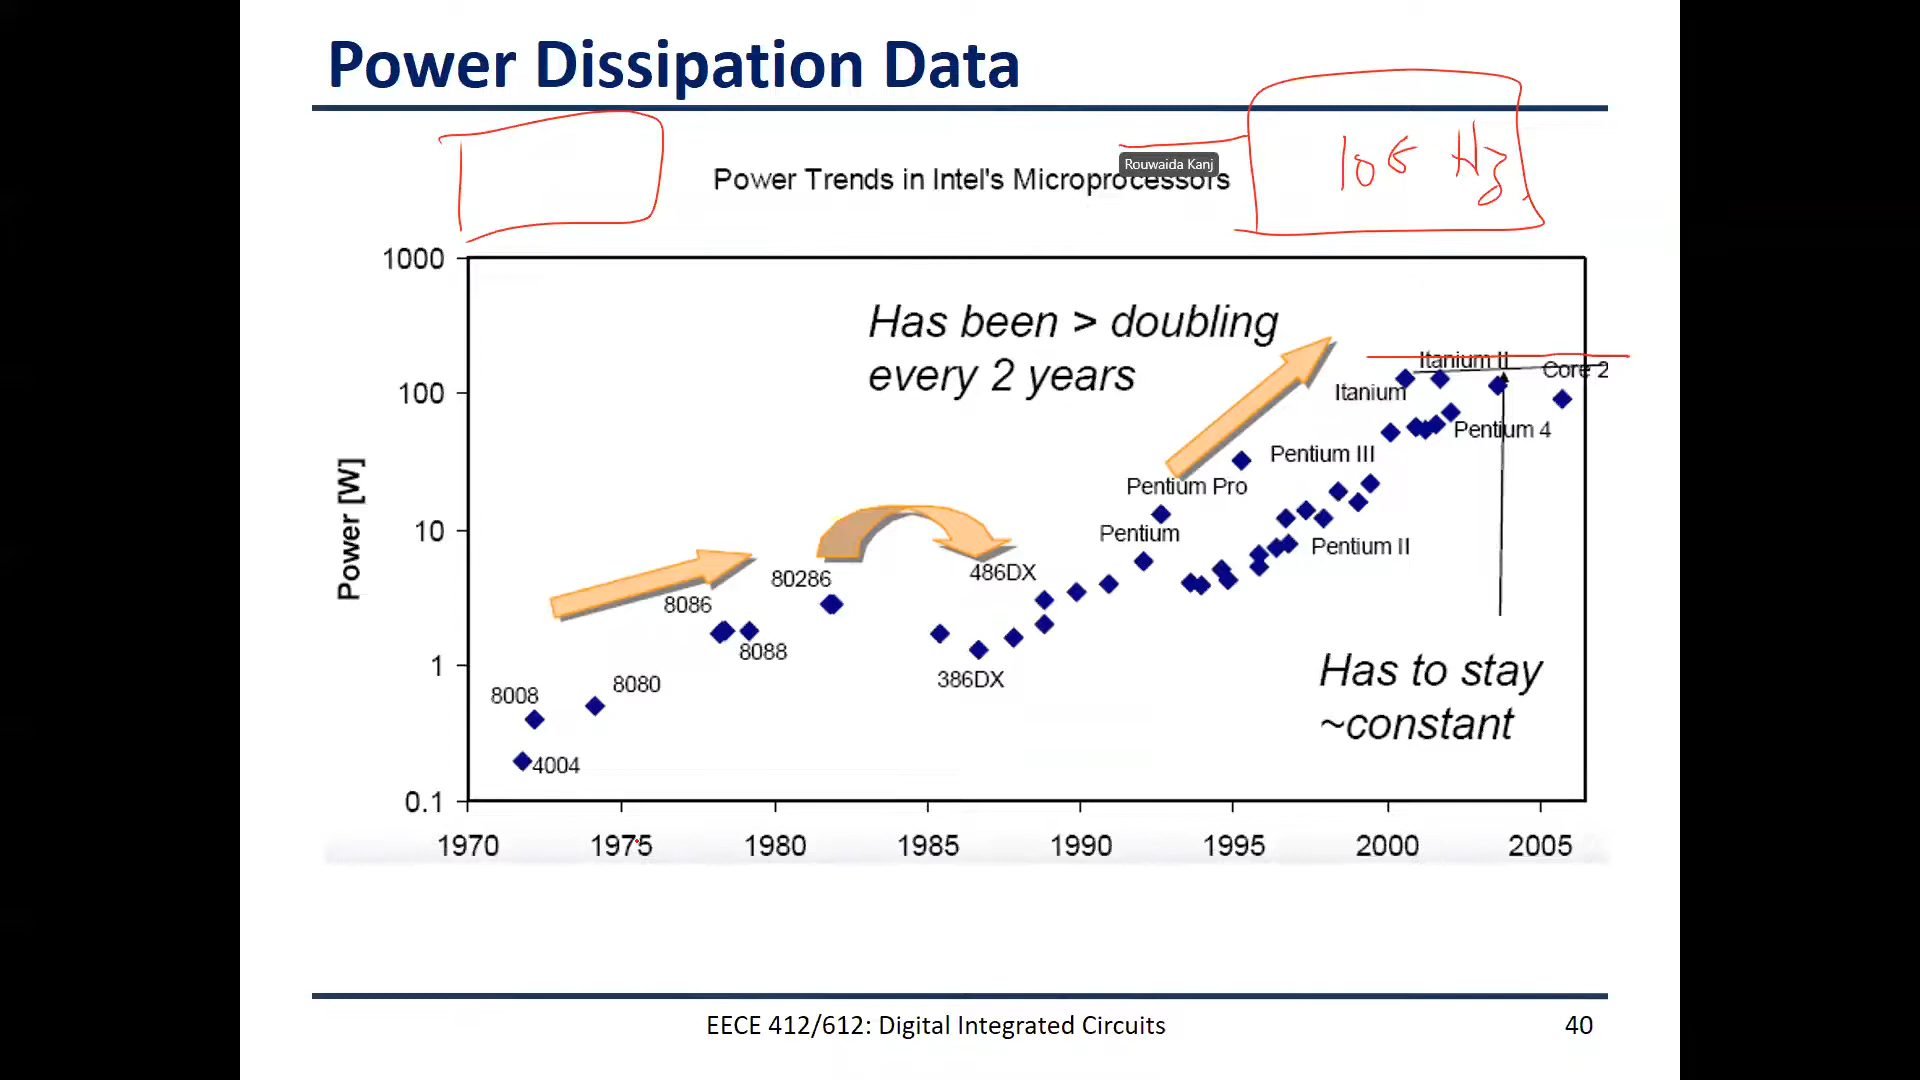 Power Dissipation Data
Rouwaida Kanj
Power Trends in Intel's Microprocessors
1000
100
10
1
0.1
Power [W]
Has been > doubling
every 2 years
Itanium II
Core 2
Itanium
Pentium 4
Pentium III
Pentium Pro
Pentium
Pentium II
486DX
80286
8086
8088
386DX
8080
8008
4004
Has to stay
~constant
1970 1975 1980 1985 1990 1995 2000 2005
EECE 412/612: Digital Integrated Circuits 40